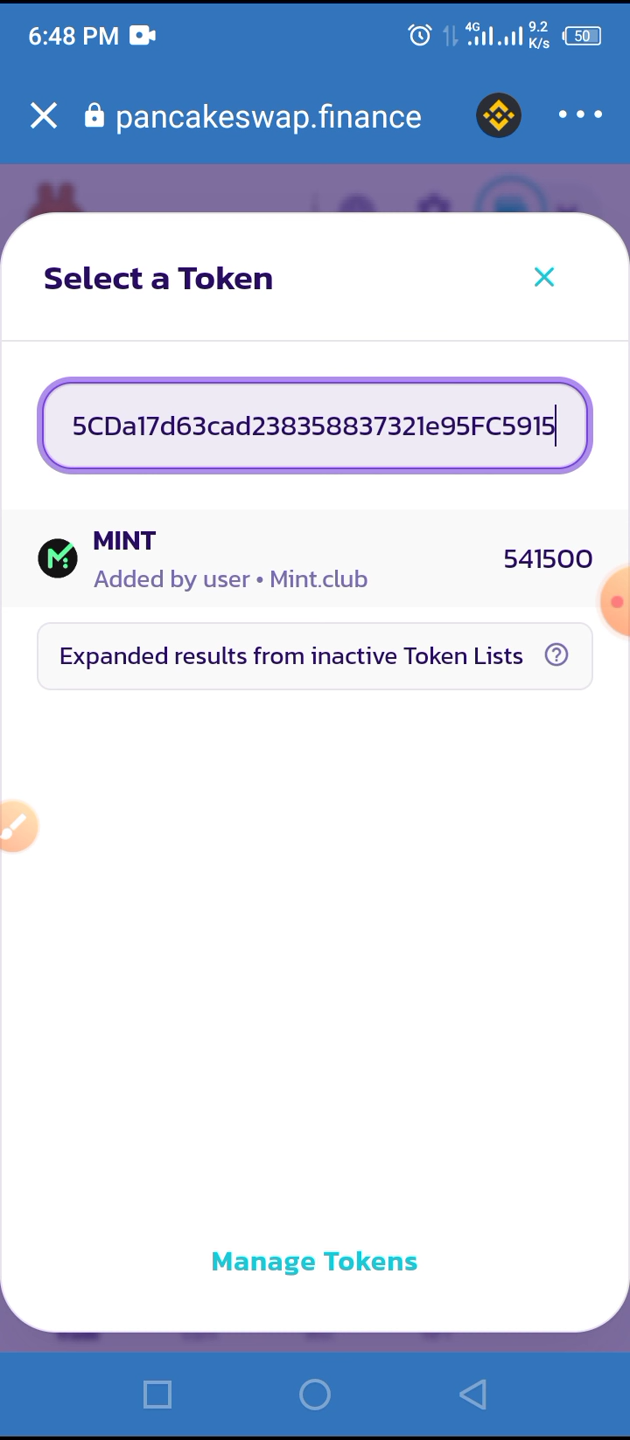 6:48 PM 4G 9.2 K/s 50
pancakeswap.finance
Select a Token
5CDa17d63cad238358837321e95FC5915
MINT
541500
Added by user • Mint.club
Expanded results from inactive Token Lists
Manage Tokens